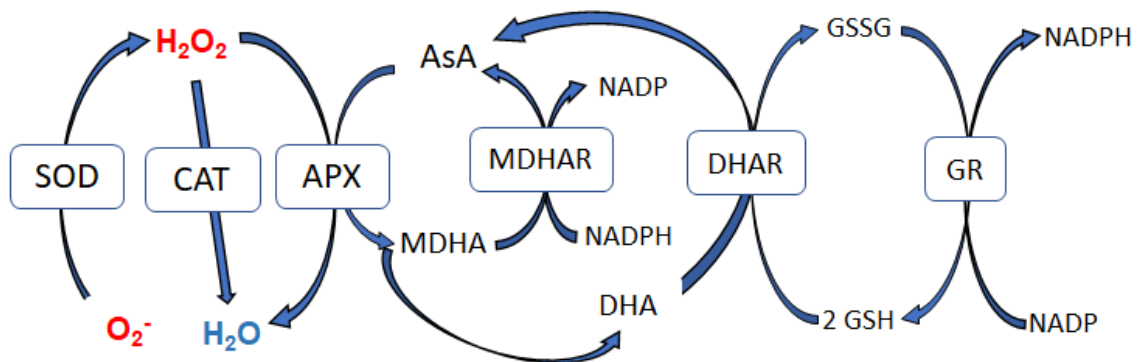 H₂O₂
AsA
GSSG
NADPH
NADP
SOD
CAT
APX
MDHAR
DHAR
GR
MDHA
NADPH
DHA
O₂⁻
H₂O
2 GSH
NADP